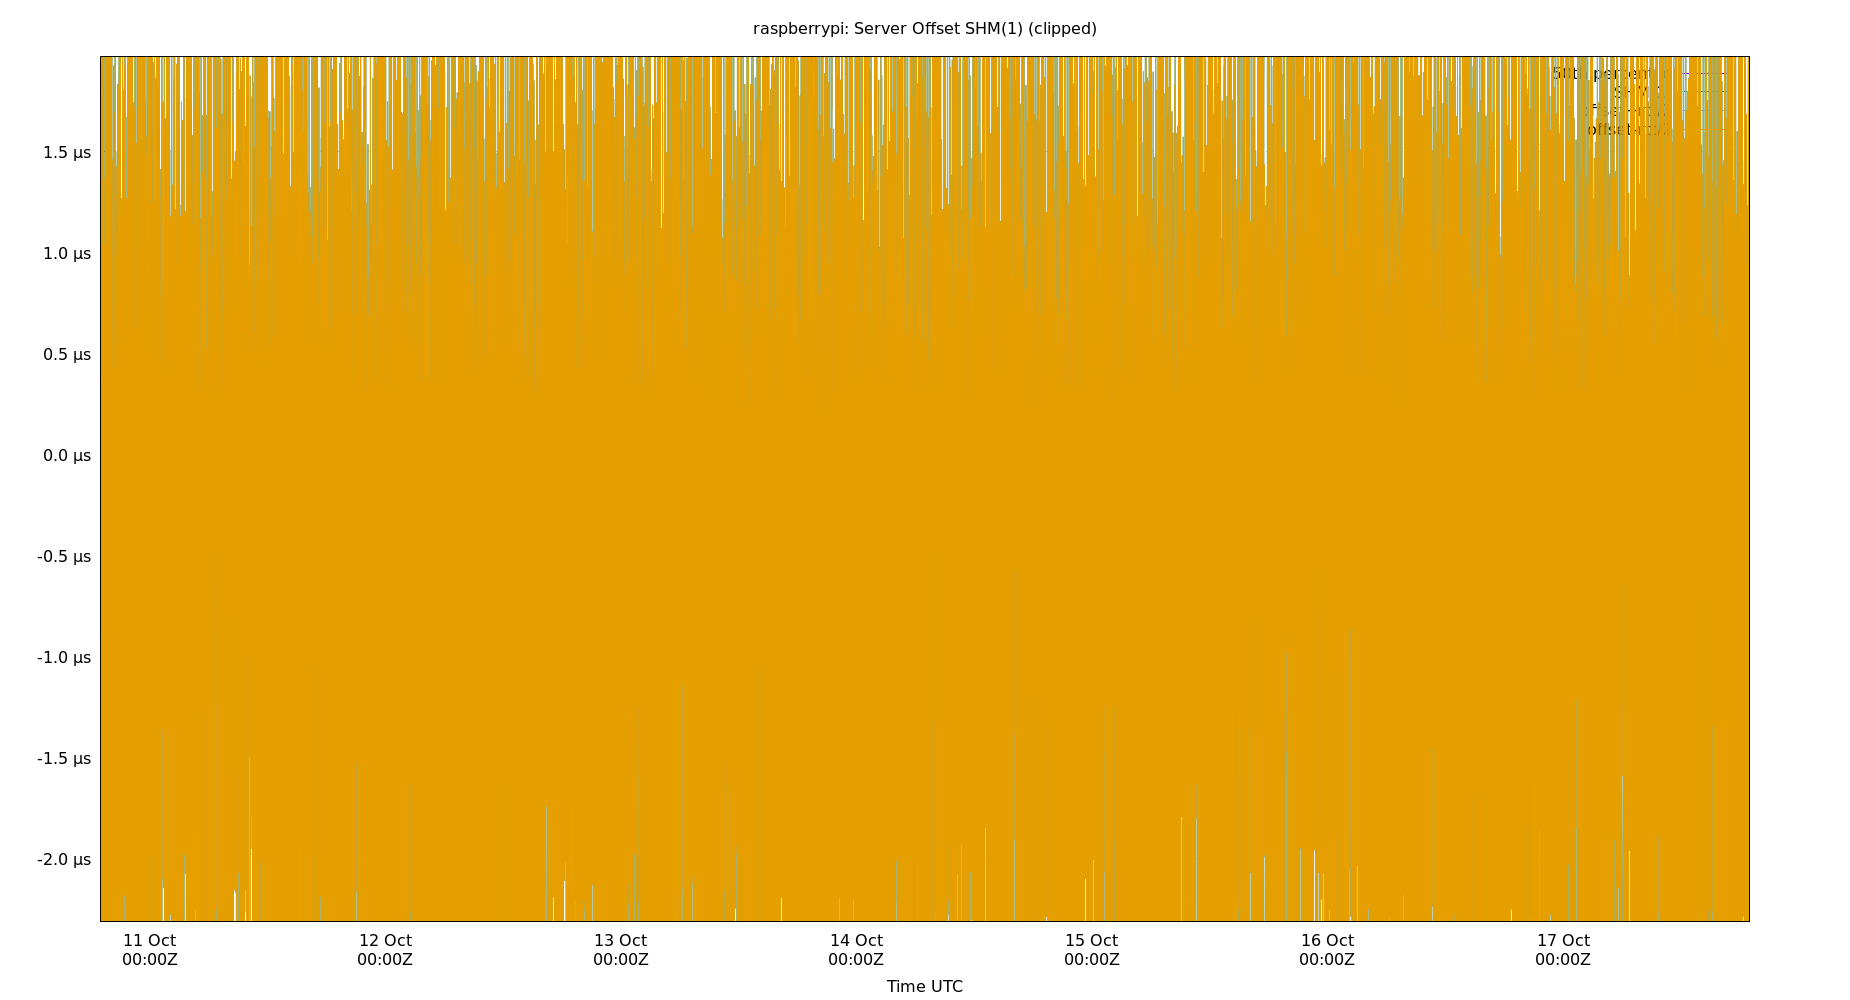 raspberrypi: Server Offset SHM(1) (clipped)
1.5 µs
1.0 µs
0.5 µs
0.0 µs
-0.5 µs
-1.0 µs
-1.5 µs
-2.0 µs
11 Oct 12 Oct 13 Oct 14 Oct 15 Oct 16 Oct 17 Oct
00:00Z 00:00Z 00:00Z 00:00Z 00:00Z 00:00Z 00:00Z
Time UTC